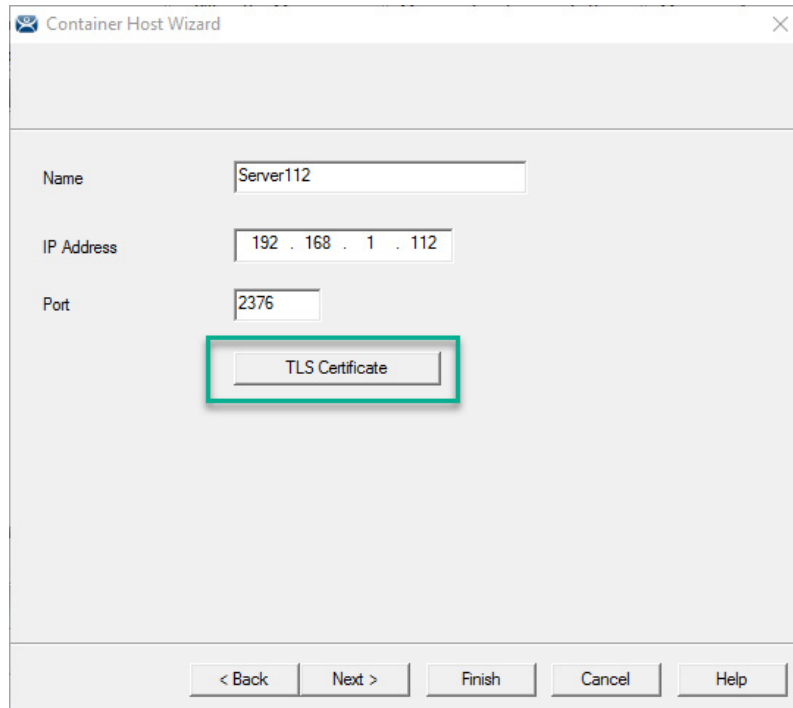 Container Host Wizard
Name
Server112
IP Address
192 . 168 . 1 . 112
Port
2376
TLS Certificate
< Back
Next >
Finish
Cancel
Help